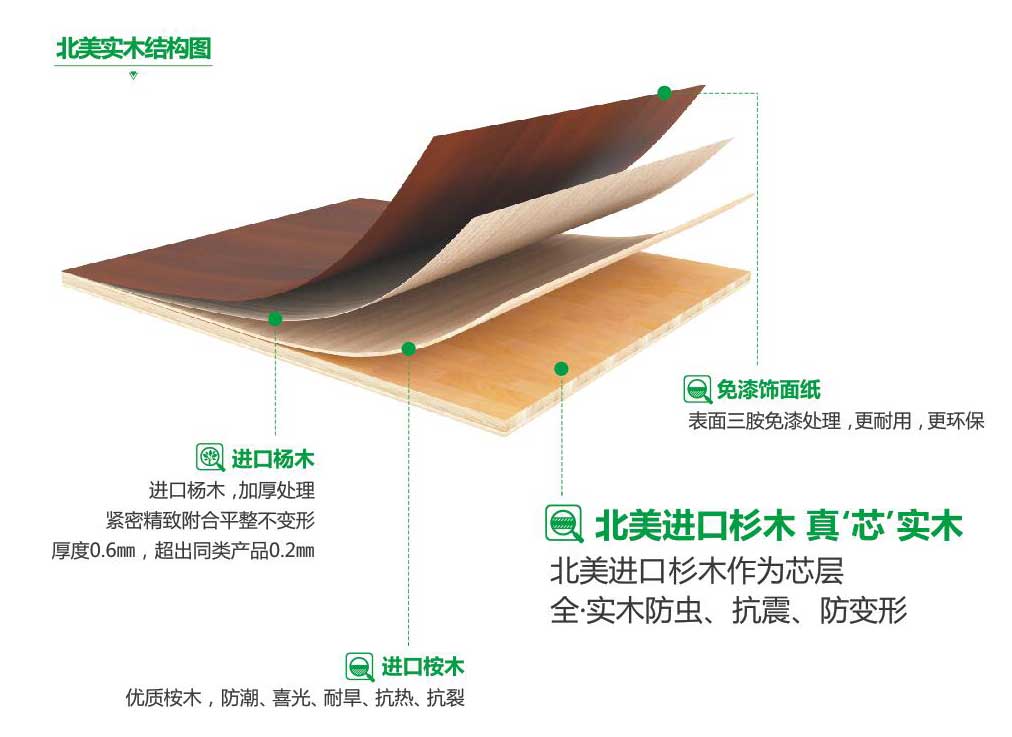 北美实木结构图
免漆饰面纸
表面三胺免漆处理,更耐用,更环保
进口杨木
进口杨木,加厚处理
紧密精致附合平整不变形
厚度0.6㎜,超出同类产品0.2㎜
北美进口杉木 真‘芯’实木
北美进口杉木作为芯层
全·实木防虫、抗震、防变形
进口桉木
优质桉木,防潮、喜光、耐旱、抗热、抗裂